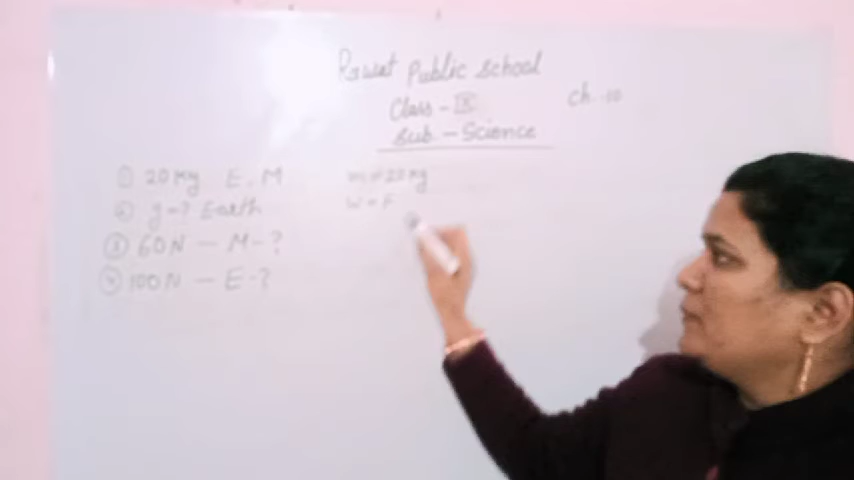 Rawat Public School
Class - IX
Ch - 10
Sub - Science
① 20 Kg E. M
② g = ? Earth
③ 60N - M - ?
④ 100N - E - ?
m = 20 Kg
W = F